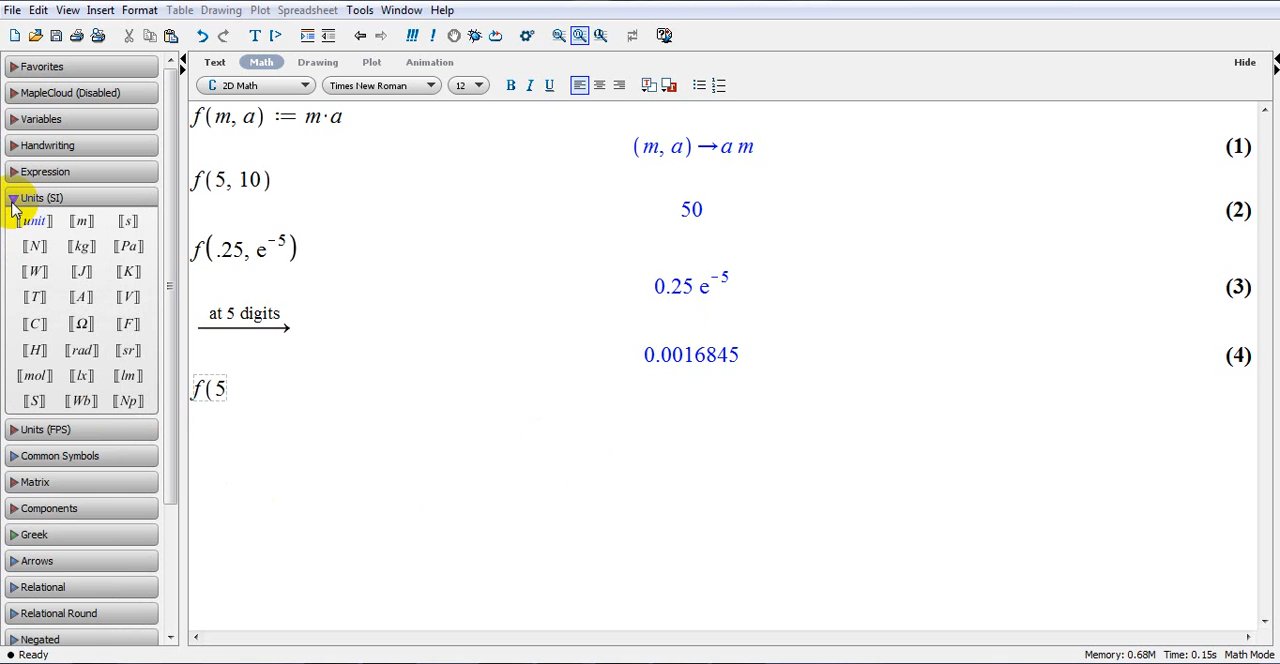 File Edit View Insert Format Table Drawing Plot Spreadsheet Tools Window Help
Favorites
MapleCloud (Disabled)
Variables
Handwriting
Expression
Units (SI)
⟦unit⟧ ⟦m⟧ ⟦s⟧
⟦N⟧ ⟦kg⟧ ⟦Pa⟧
⟦W⟧ ⟦J⟧ ⟦K⟧
⟦T⟧ ⟦A⟧ ⟦V⟧
⟦C⟧ ⟦Ω⟧ ⟦F⟧
⟦H⟧ ⟦rad⟧ ⟦sr⟧
⟦mol⟧ ⟦lx⟧ ⟦lm⟧
⟦S⟧ ⟦Wb⟧ ⟦Np⟧
Units (FPS)
Common Symbols
Matrix
Components
Greek
Arrows
Relational
Relational Round
Negated
Text Math Drawing Plot Animation Hide
C 2D Math Times New Roman 12 B I U
f(m, a) := m·a
(m, a) → a m (1)
f(5, 10)
50 (2)
f(.25, e^-5)
0.25 e^-5 (3)
at 5 digits
0.0016845 (4)
f(5
Ready Memory: 0.68M Time: 0.15s Math Mode